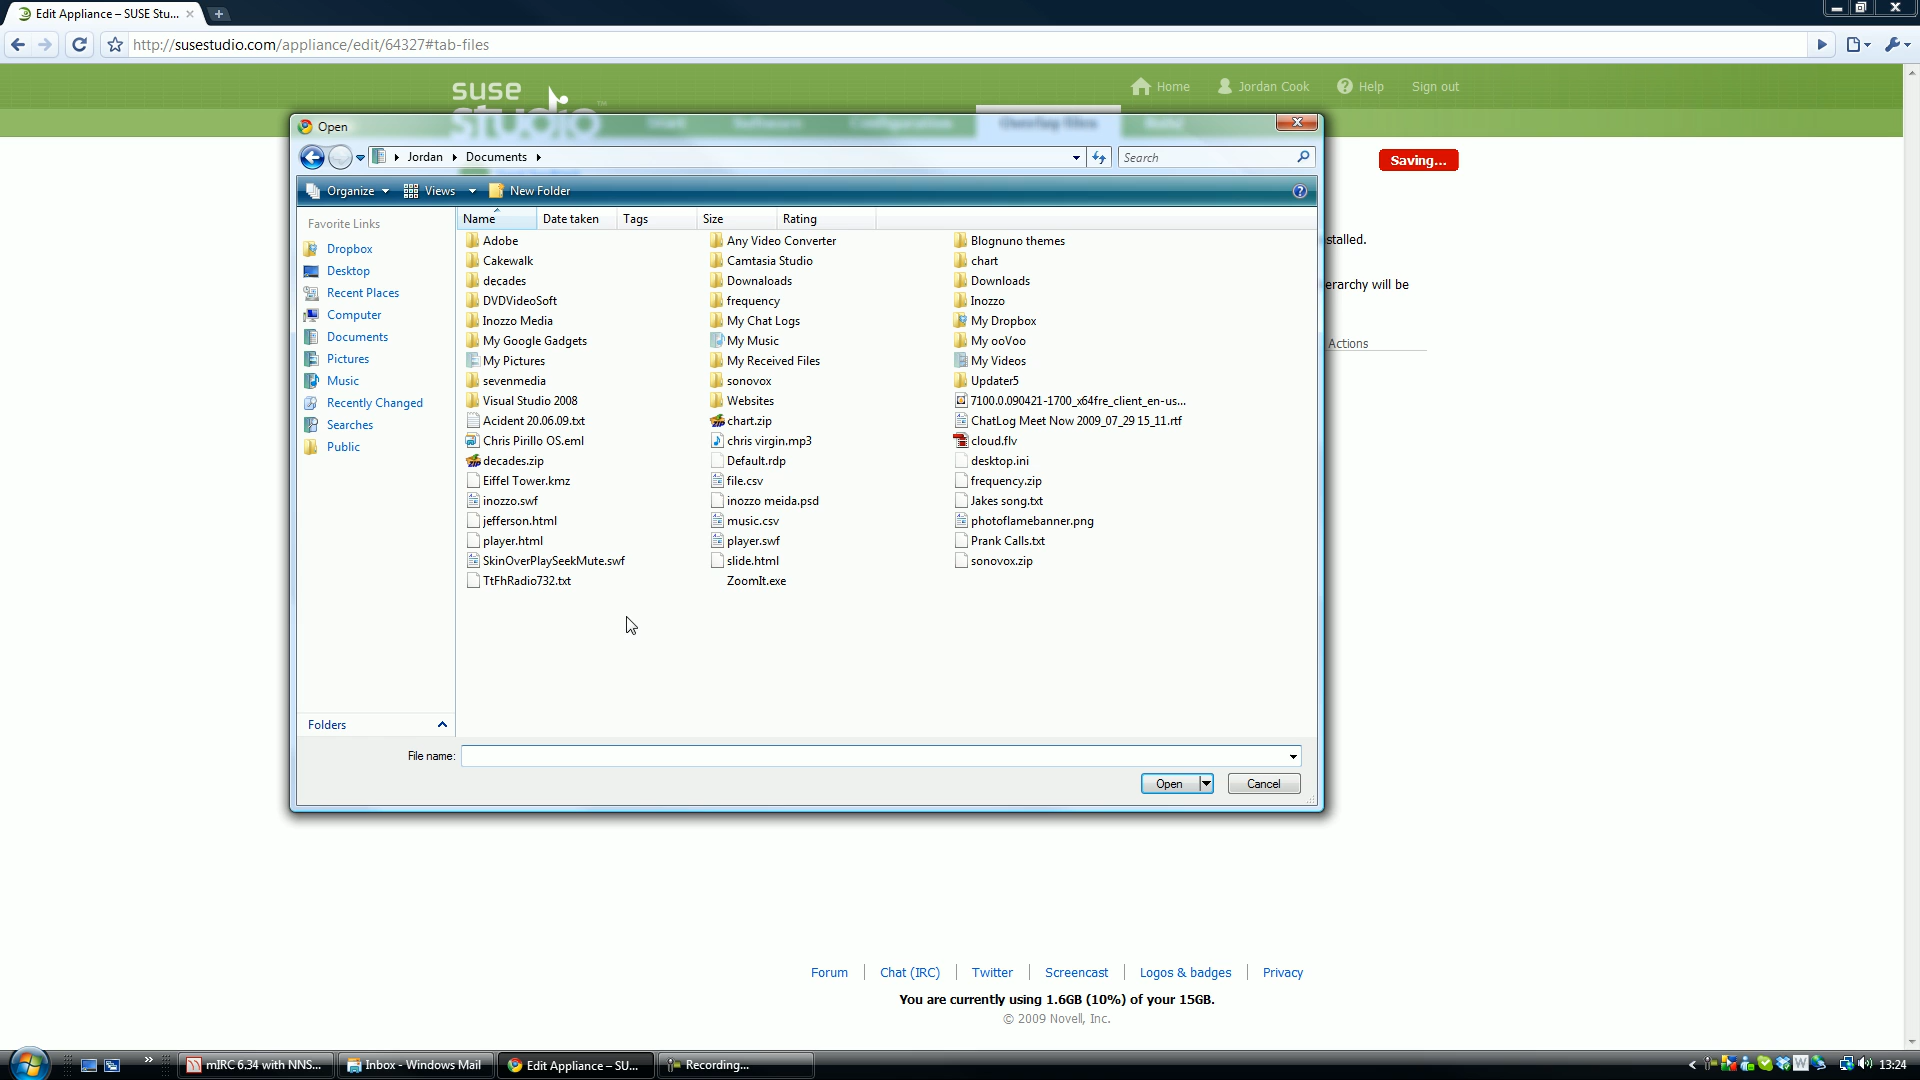 Edit Appliance – SUSE Stu...
http://susestudio.com/appliance/edit/64327#tab-files
suse
studio
Home
Jordan Cook
Help
Sign out
Open
Overlay files
Jordan
Documents
Search
Saving...
Organize
Views
New Folder
Favorite Links
Name
Date taken
Tags
Size
Rating
Dropbox
Desktop
Recent Places
Computer
Documents
Pictures
Music
Recently Changed
Searches
Public
Adobe
Any Video Converter
Blognuno themes
Cakewalk
Camtasia Studio
chart
decades
Downaloads
Downloads
DVDVideoSoft
frequency
Inozzo
Inozzo Media
My Chat Logs
My Dropbox
My Google Gadgets
My Music
My ooVoo
My Pictures
My Received Files
My Videos
sevenmedia
sonovox
Updater5
Visual Studio 2008
Websites
7100.0.090421-1700_x64fre_client_en-us...
Acident 20.06.09.txt
chart.zip
ChatLog Meet Now 2009_07_29 15_11.rtf
Chris Pirillo OS.eml
chris virgin.mp3
cloud.flv
decades.zip
Default.rdp
desktop.ini
Eiffel Tower.kmz
file.csv
frequency.zip
inozzo.swf
inozzo meida.psd
Jakes song.txt
jefferson.html
music.csv
photoflamebanner.png
player.html
player.swf
Prank Calls.txt
SkinOverPlaySeekMute.swf
slide.html
sonovox.zip
TtFhRadio732.txt
ZoomIt.exe
stalled.
erarchy will be
Actions
Folders
File name:
Open
Cancel
Forum
Chat (IRC)
Twitter
Screencast
Logos & badges
Privacy
You are currently using 1.6GB (10%) of your 15GB.
© 2009 Novell, Inc.
mIRC 6.34 with NNS...
Inbox - Windows Mail
Edit Appliance – SU...
Recording...
13:24